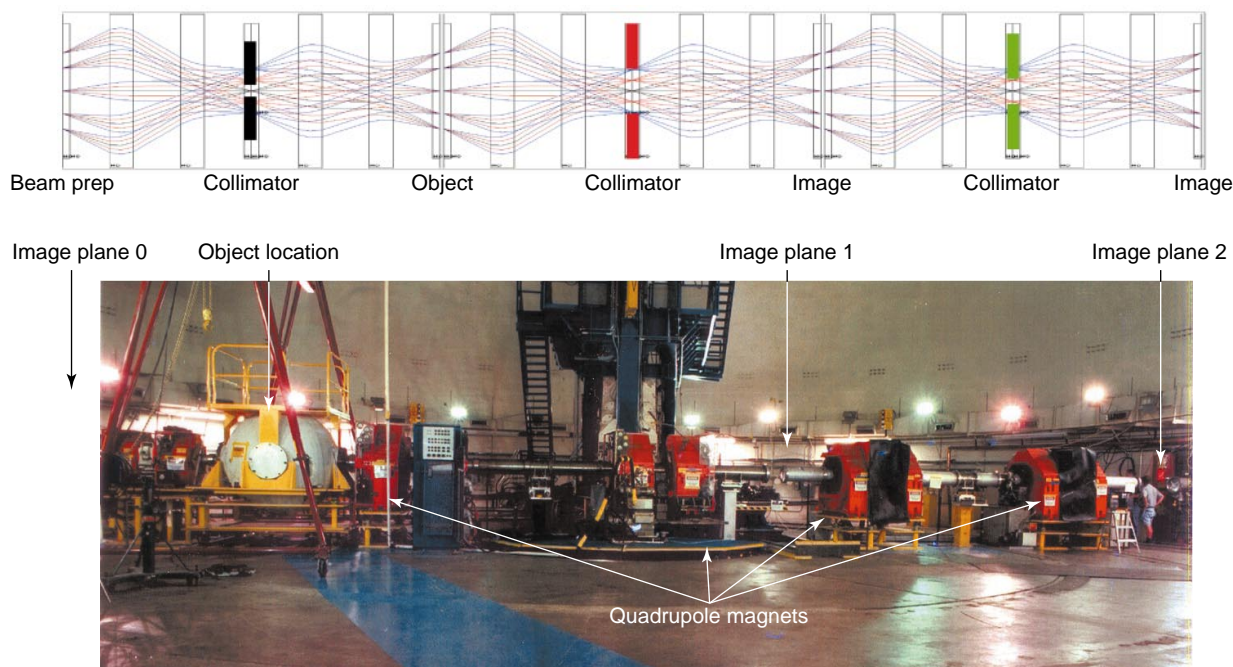 Beam prep
Collimator
Object
Collimator
Image
Collimator
Image
Image plane 0
Object location
Image plane 1
Image plane 2
Quadrupole magnets